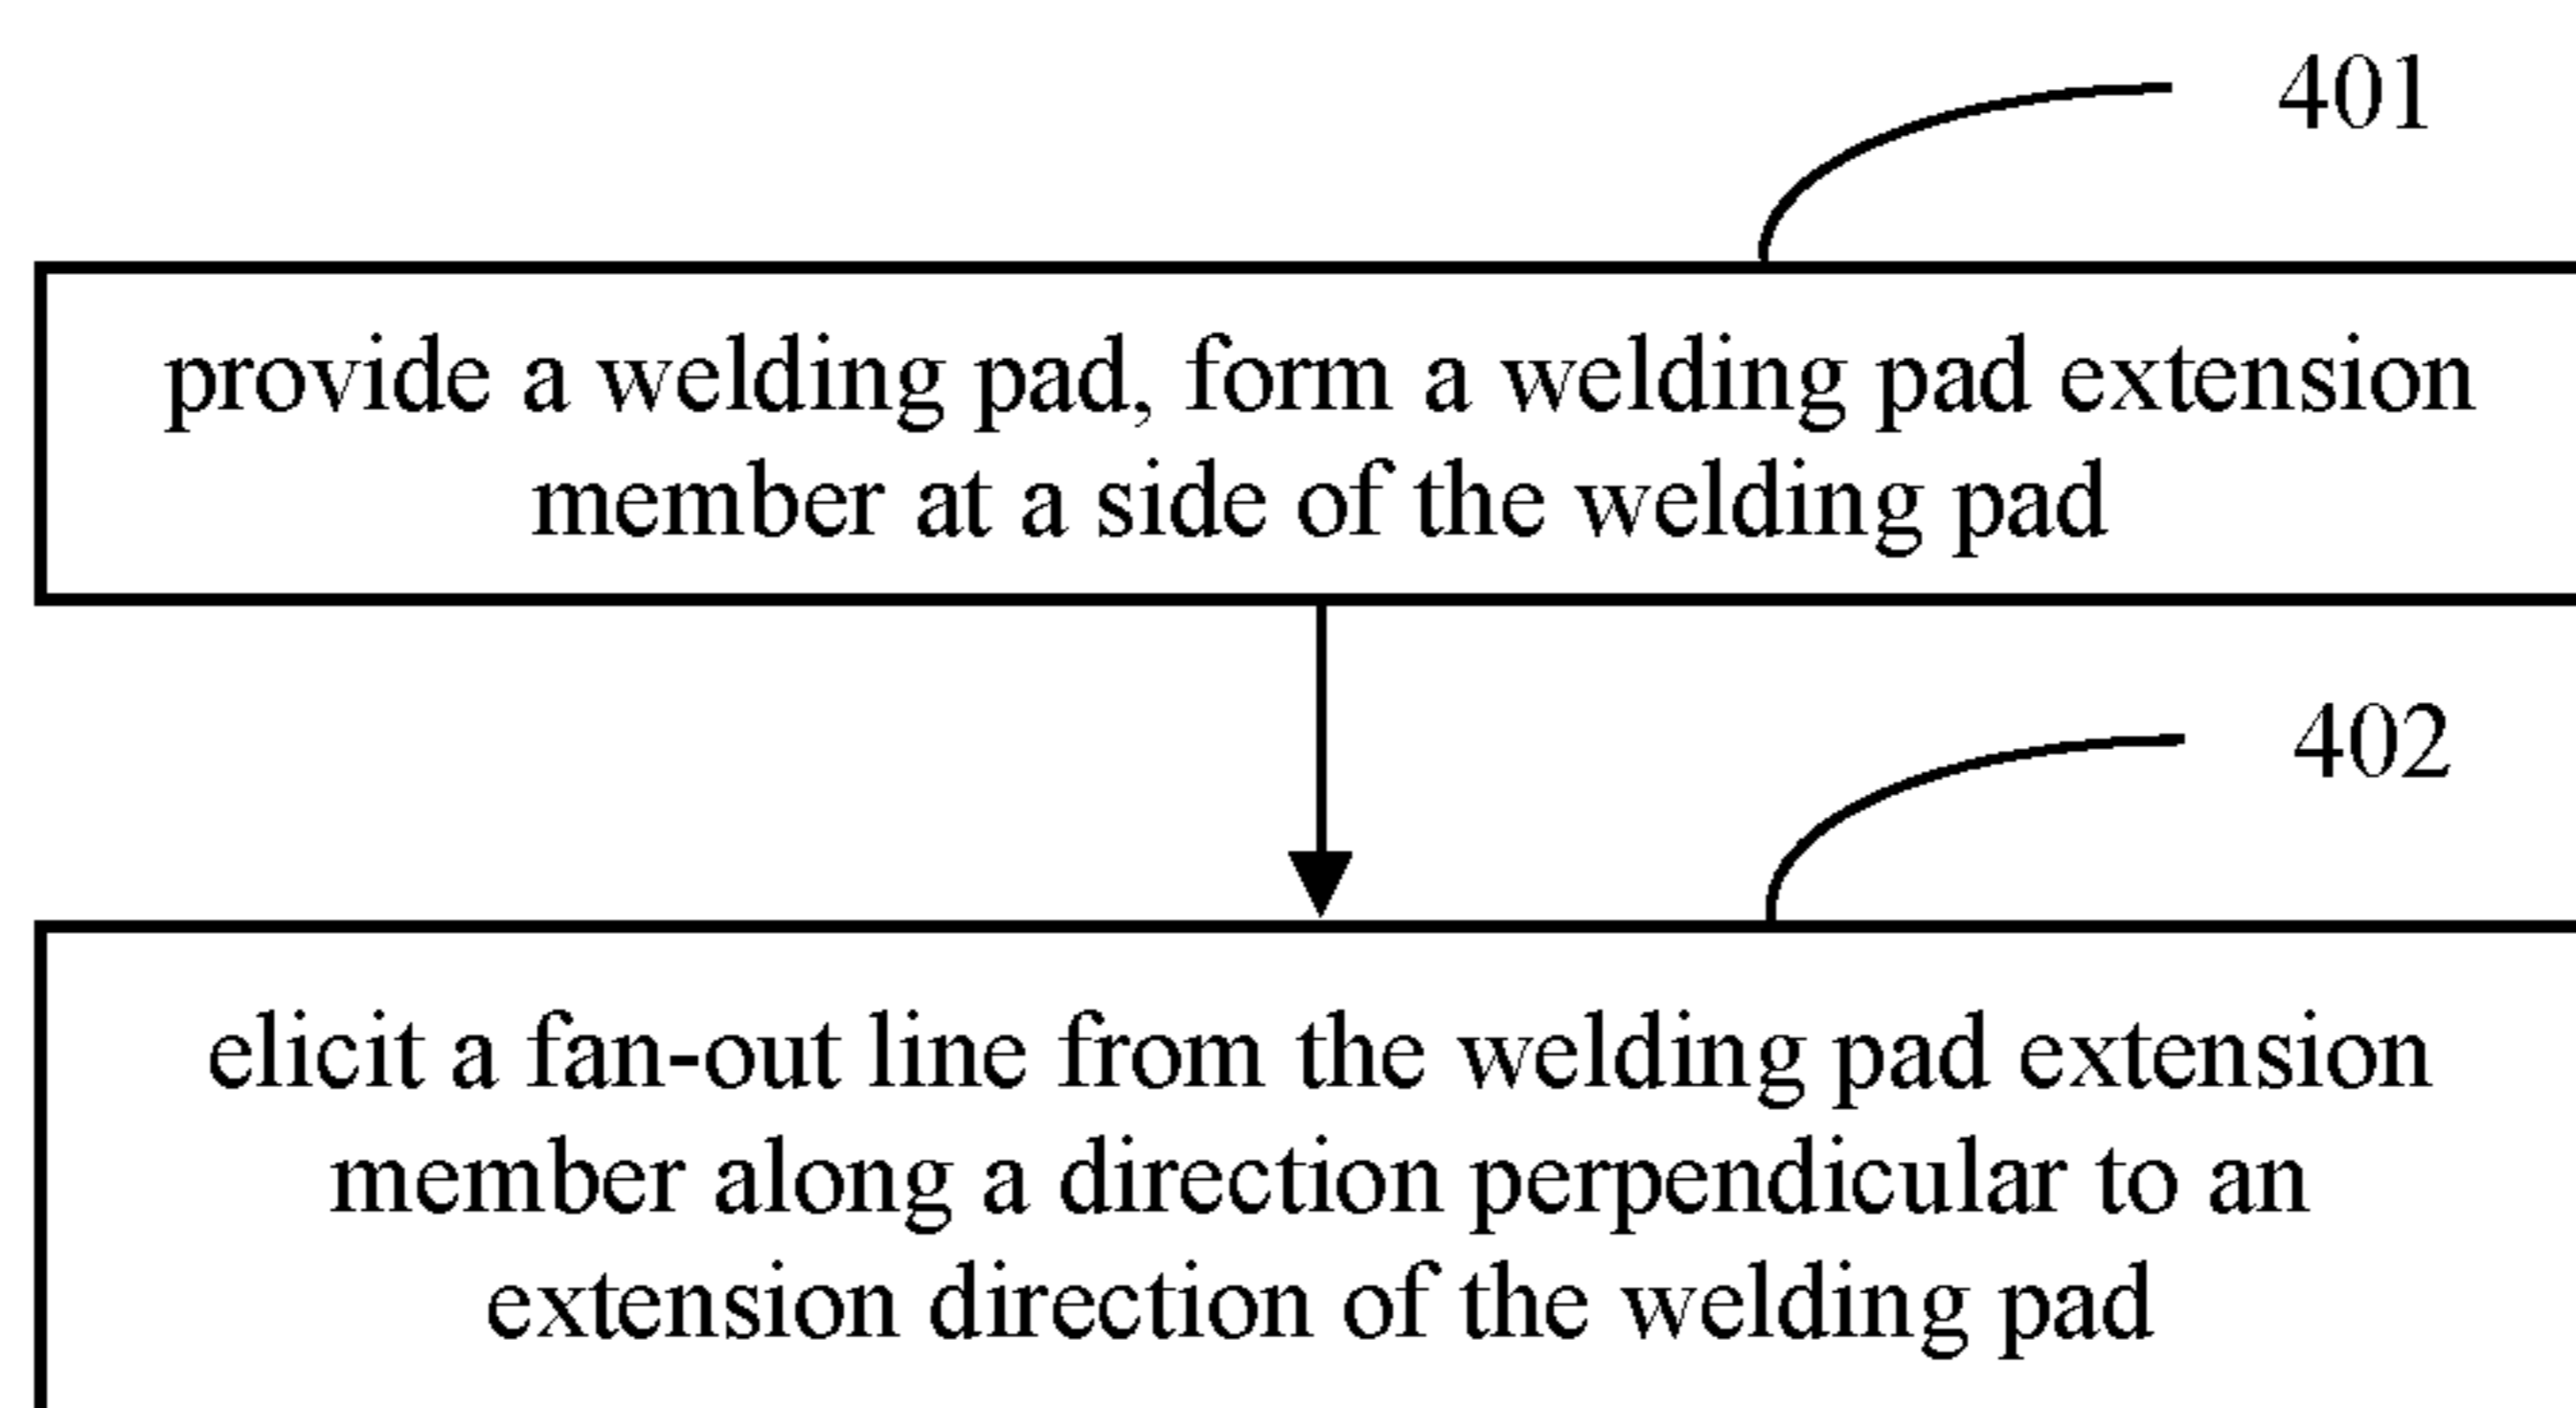 401
provide a welding pad, form a welding pad extension
member at a side of the welding pad
402
elicit a fan-out line from the welding pad extension
member along a direction perpendicular to an
extension direction of the welding pad